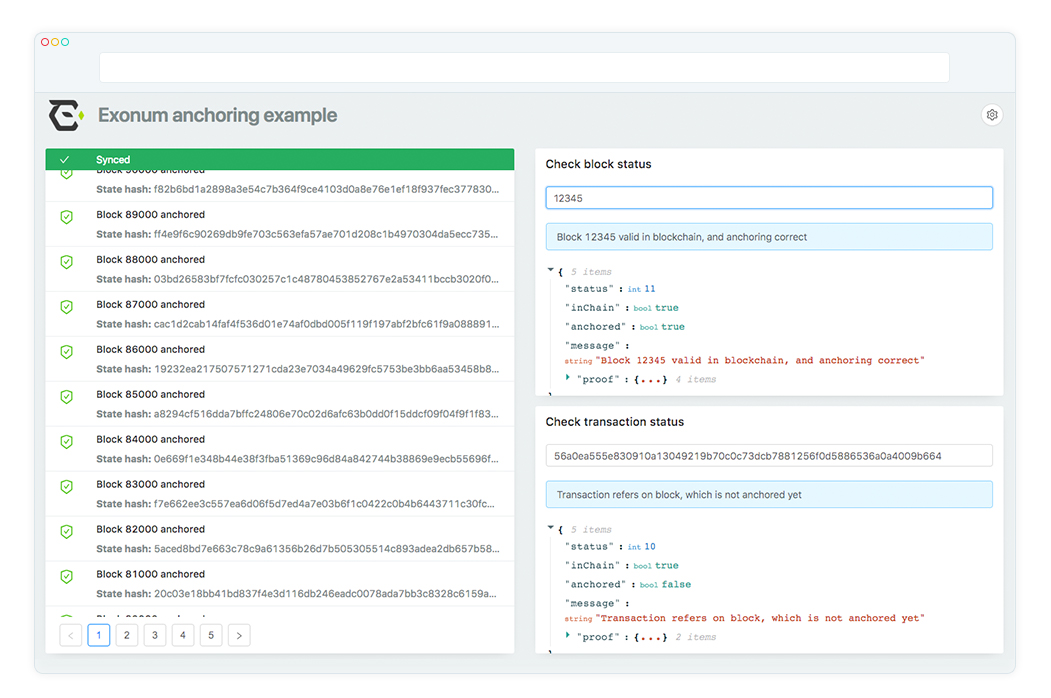 Exonum anchoring example
Synced
Block 90000 anchored
State hash: f82b6bd1a2898a3e54c7b364f9ce4103d0a8e76e1ef18f937fec377830...
Block 89000 anchored
State hash: ff4e9f6c90269db9fe703c563efa57ae701d208c1b4970304da5ecc735...
Block 88000 anchored
State hash: 03bd26583bf7fcfc030257c1c48780453852767e2a53411bccb3020f0...
Block 87000 anchored
State hash: cac1d2cab14faf4f536d01e74af0dbd005f119f197abf2bfc61f9a088891...
Block 86000 anchored
State hash: 19232ea217507571271cda23e7034a49629fc5753be3bb6aa53458b8...
Block 85000 anchored
State hash: a8294cf516dda7bffc24806e70c02d6afc63b0dd0f15ddcf09f04f9f1f83...
Block 84000 anchored
State hash: 0e669f1e348b44e38f3fba51369c96d84a842744b38869e9ecb55696f...
Block 83000 anchored
State hash: f7e662ee3c557ea6d06f5d7ed4a7e03b6f1c0422c0b4b6443711c30fc...
Block 82000 anchored
State hash: 5aced8bd7e663c78c9a61356b26d7b505305514c893adea2db657b58...
Block 81000 anchored
State hash: 20c03e18bb41bd837f4e3d116db246eadc0078ada7bb3c8328c6159a...
< 1 2 3 4 5 >
Check block status
12345
Block 12345 valid in blockchain, and anchoring correct
{ 5 items
"status" : int 11
"inChain" : bool true
"anchored" : bool true
"message" :
string "Block 12345 valid in blockchain, and anchoring correct"
"proof" : {...} 4 items
Check transaction status
56a0ea555e830910a13049219b70c0c73dcb7881256f0d5886536a0a4009b664
Transaction refers on block, which is not anchored yet
{ 5 items
"status" : int 10
"inChain" : bool true
"anchored" : bool false
"message" :
string "Transaction refers on block, which is not anchored yet"
"proof" : {...} 2 items